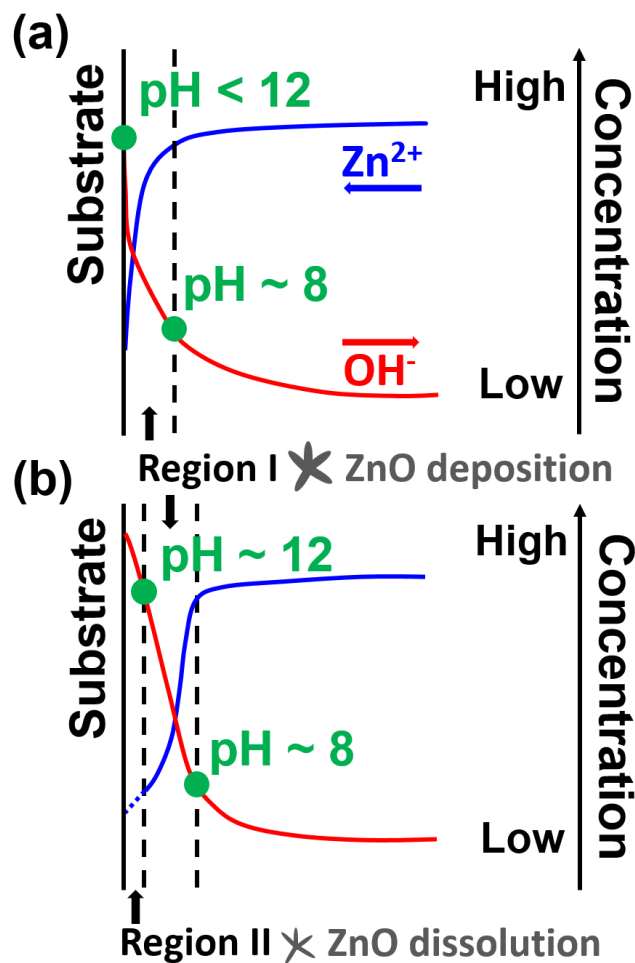 (a)
Substrate
pH < 12
High
Concentration
Zn²⁺
pH ~ 8
OH⁻
Low
Region I ZnO deposition
(b)
Substrate
pH ~ 12
High
Concentration
pH ~ 8
Low
Region II ZnO dissolution